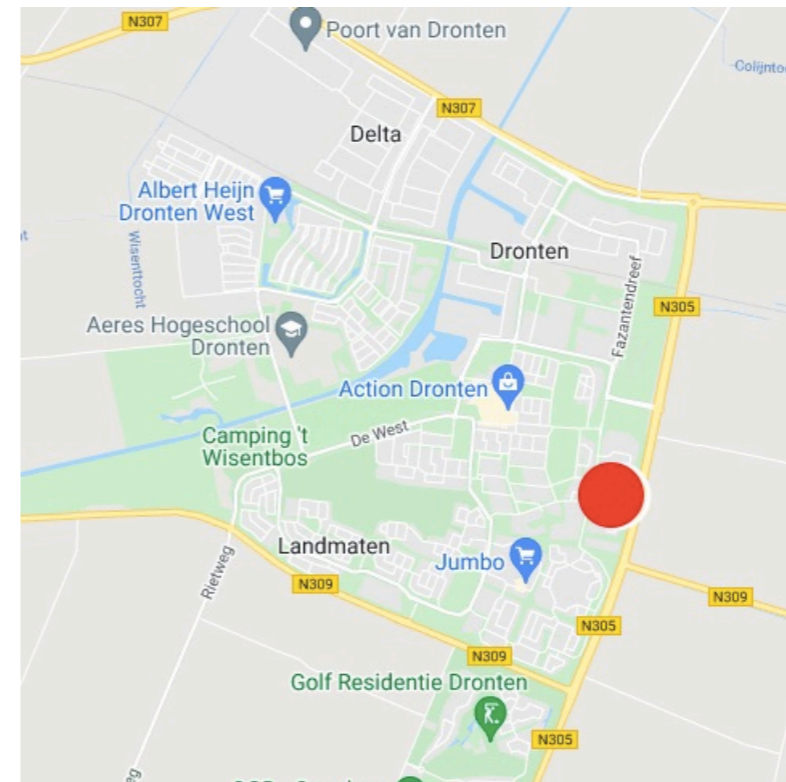 N307
Poort van Dronten
N307
Delta
Albert Heijn
Dronten West
Wisenttocht
Dronten
Fazantendreef
N305
Aeres Hogeschool
Dronten
Action Dronten
De West
Camping 't
Wisentbos
Landmaten
Jumbo
Rietweg
N309
N309
N305
N309
Golf Residentie Dronten
N305